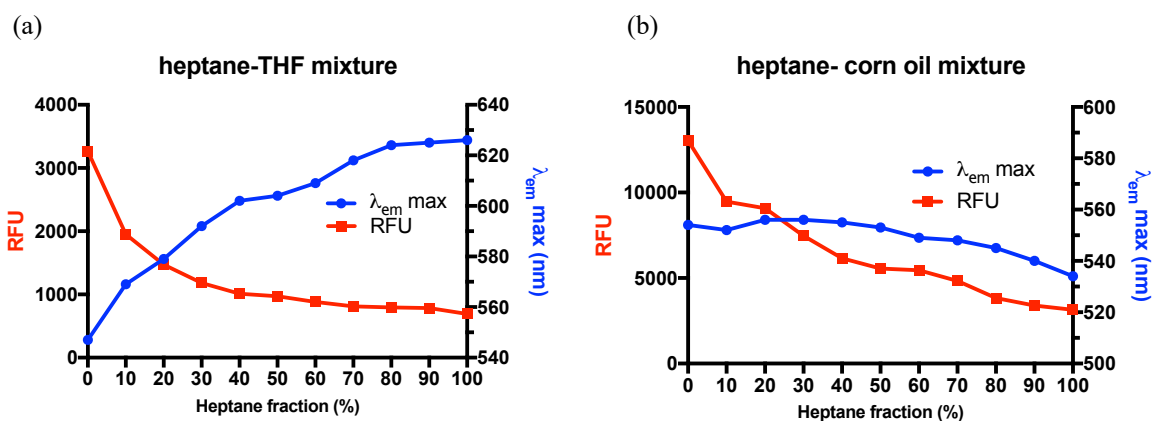 (a)
heptane-THF mixture
4000
3000
2000
1000
0
RFU
640
620
600
580
560
540
λem max (nm)
λem max
RFU
0 10 20 30 40 50 60 70 80 90 100
Heptane fraction (%)
(b)
heptane- corn oil mixture
15000
10000
5000
0
RFU
600
580
560
540
520
500
λem max (nm)
λem max
RFU
0 10 20 30 40 50 60 70 80 90 100
Heptane fraction (%)